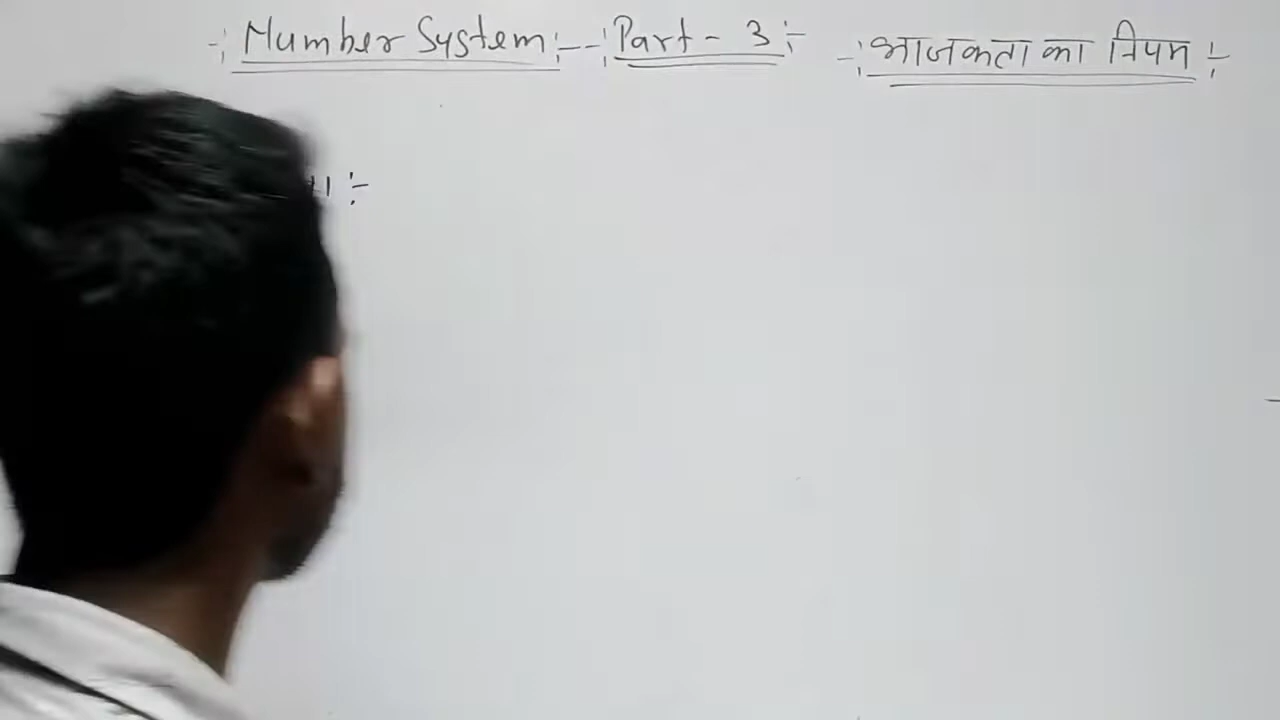 -: Number System :- -: Part - 3 :- -: भाजकता का नियम :-